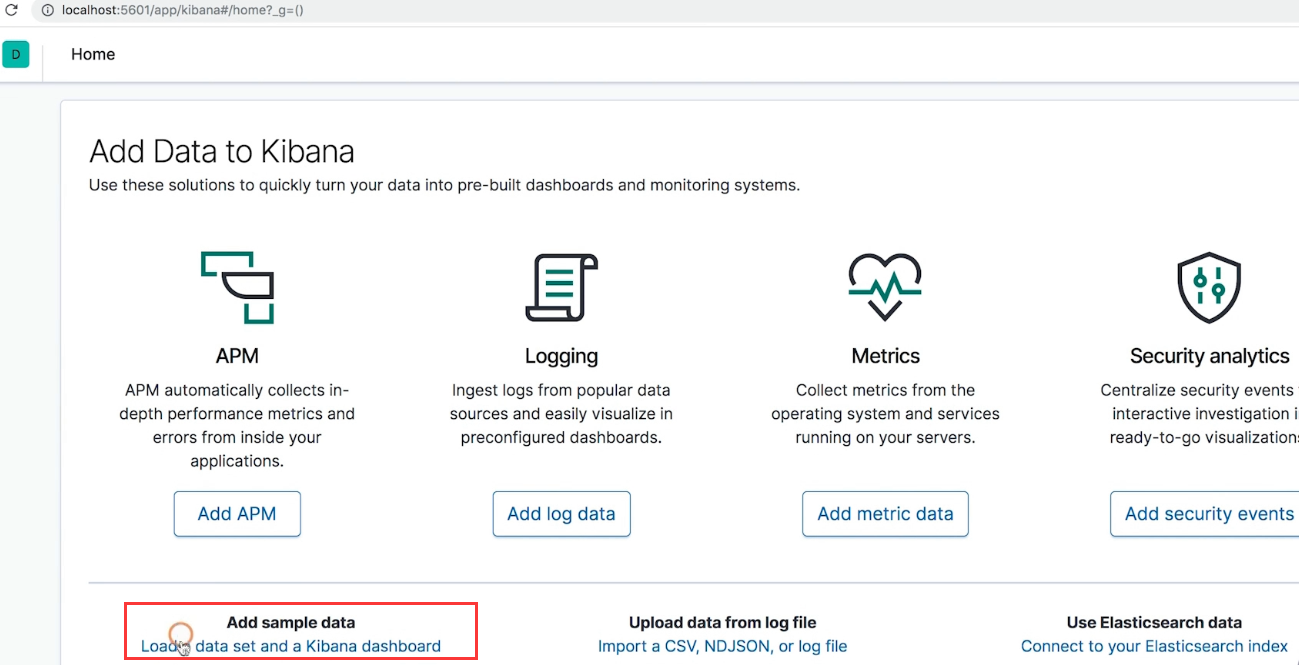 localhost:5601/app/kibana#/home?_g=()
D
Home
Add Data to Kibana
Use these solutions to quickly turn your data into pre-built dashboards and monitoring systems.
APM
APM automatically collects in-
depth performance metrics and
errors from inside your
applications.
Add APM
Logging
Ingest logs from popular data
sources and easily visualize in
preconfigured dashboards.
Add log data
Metrics
Collect metrics from the
operating system and services
running on your servers.
Add metric data
Security analytics
Centralize security events
interactive investigation
ready-to-go visualizations
Add security events
Add sample data
Load data set and a Kibana dashboard
Upload data from log file
Import a CSV, NDJSON, or log file
Use Elasticsearch data
Connect to your Elasticsearch index